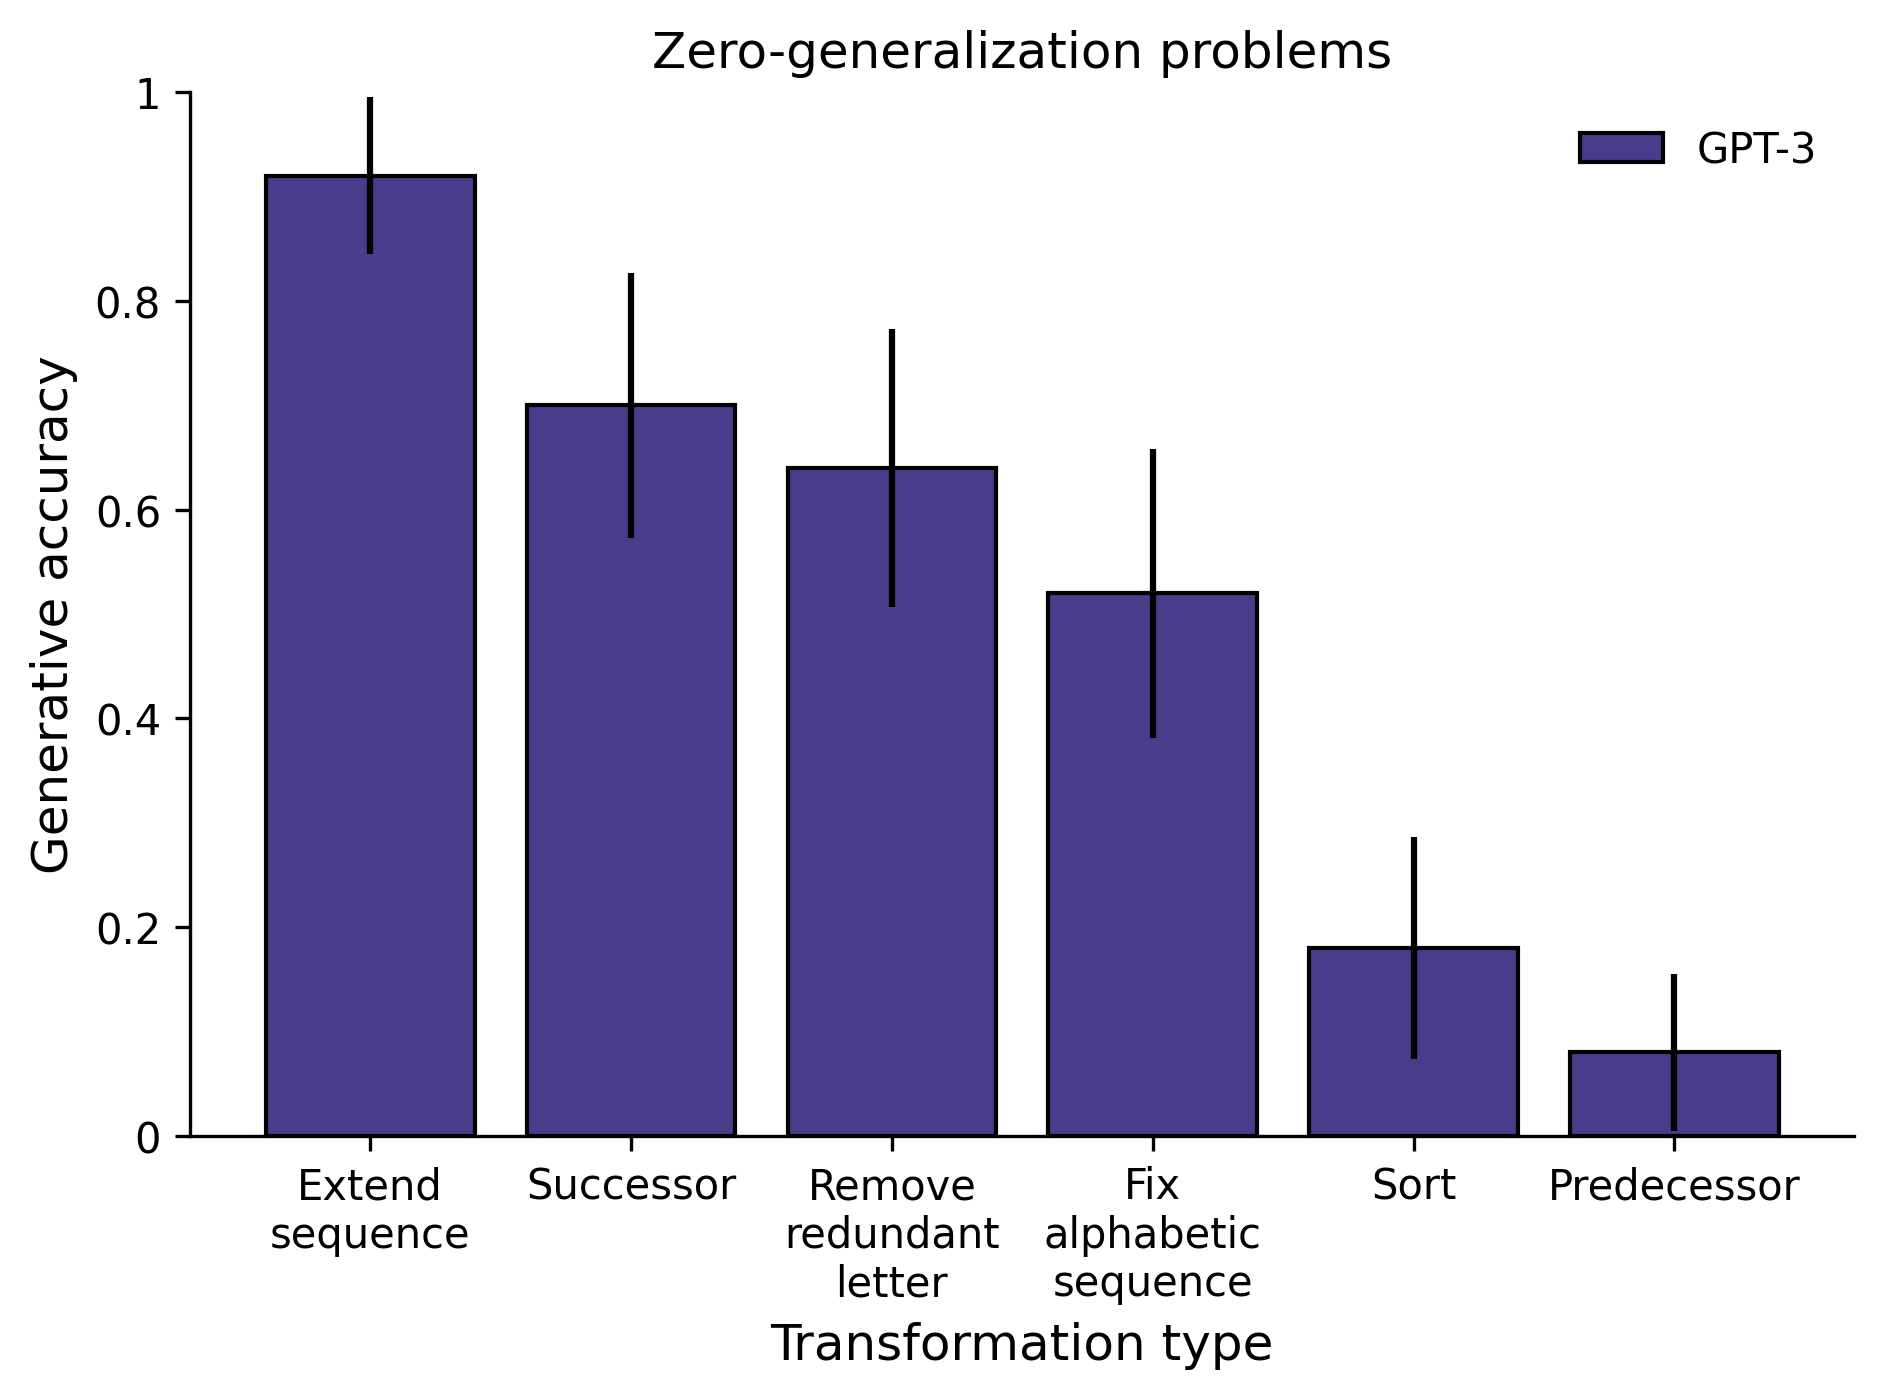 Zero-generalization problems
GPT-3
Generative accuracy
1
0.8
0.6
0.4
0.2
0
Extend
sequence
Successor
Remove
redundant
letter
Fix
alphabetic
sequence
Sort
Predecessor
Transformation type